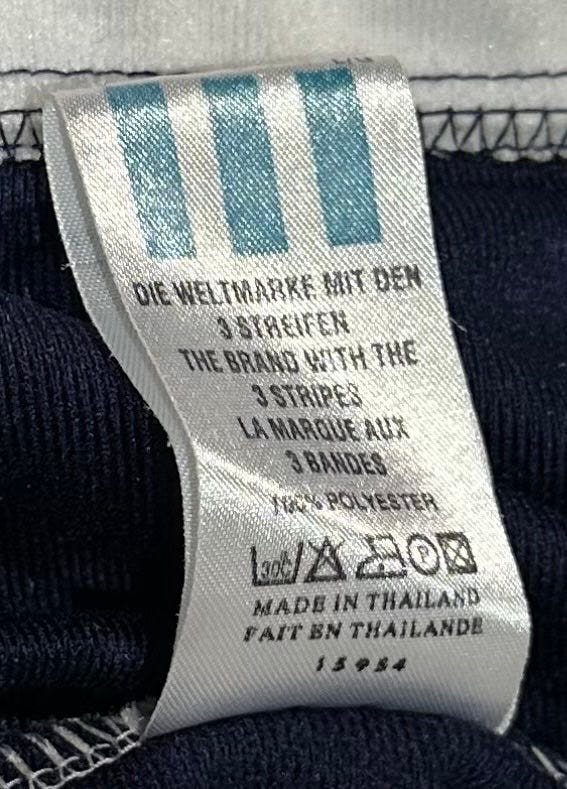 DIE WELTMARKE MIT DEN
3 STREIFEN
THE BRAND WITH THE
3 STRIPES
LA MARQUE AUX
3 BANDES
100% POLYESTER
30°C P
MADE IN THAILAND
FAIT EN THAILANDE
15984